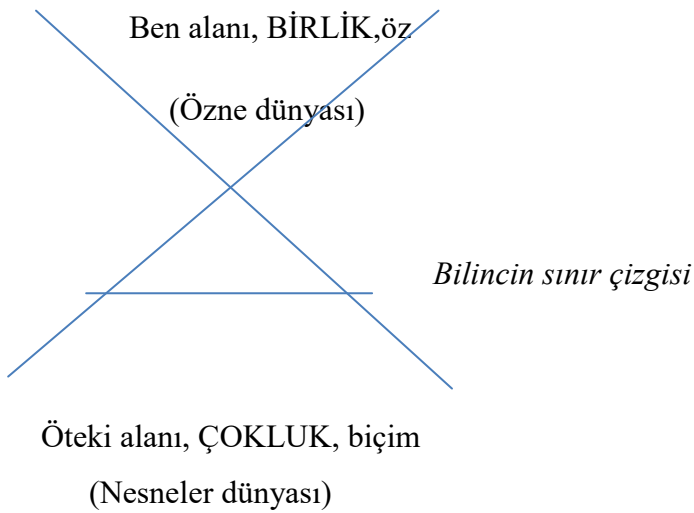 Ben alanı, BİRLİK,öz
(Özne dünyası)
Bilincin sınır çizgisi
Öteki alanı, ÇOKLUK, biçim
(Nesneler dünyası)